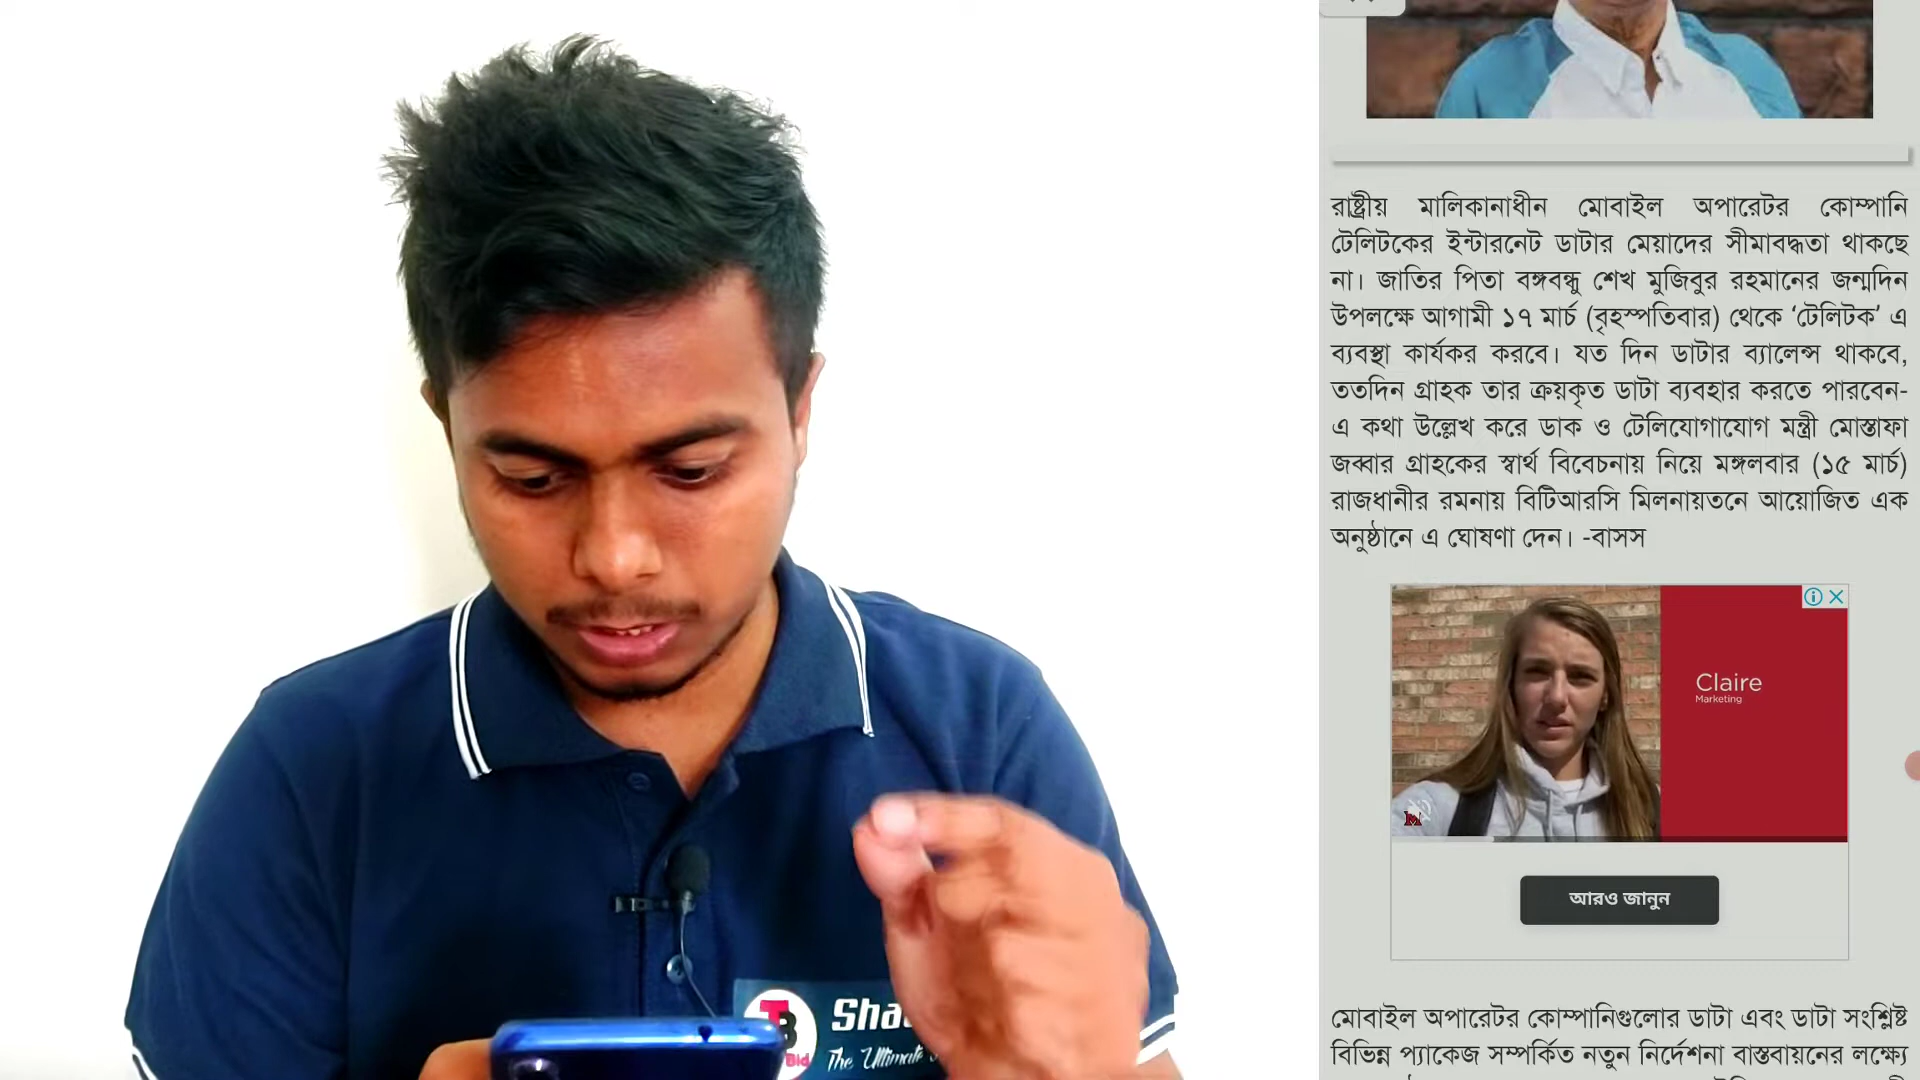 রাষ্ট্রীয় মালিকানাধীন মোবাইল অপারেটর কোম্পানি
টেলিটকের ইন্টারনেট ডাটার মেয়াদের সীমাবদ্ধতা থাকছে
না। জাতির পিতা বঙ্গবন্ধু শেখ মুজিবুর রহমানের জন্মদিন
উপলক্ষে আগামী ১৭ মার্চ (বৃহস্পতিবার) থেকে ‘টেলিটক’ এ
ব্যবস্থা কার্যকর করবে। যত দিন ডাটার ব্যালেন্স থাকবে,
ততদিন গ্রাহক তার ক্রয়কৃত ডাটা ব্যবহার করতে পারবেন-
এ কথা উল্লেখ করে ডাক ও টেলিযোগাযোগ মন্ত্রী মোস্তাফা
জব্বার গ্রাহকের স্বার্থ বিবেচনায় নিয়ে মঙ্গলবার (১৫ মার্চ)
রাজধানীর রমনায় বিটিআরসি মিলনায়তনে আয়োজিত এক
অনুষ্ঠানে এ ঘোষণা দেন। -বাসস
Claire
Marketing
আরও জানুন
মোবাইল অপারেটর কোম্পানিগুলোর ডাটা এবং ডাটা সংশ্লিষ্ট
বিভিন্ন প্যাকেজ সম্পর্কিত নতুন নির্দেশনা বাস্তবায়নের লক্ষ্যে
TB
Bid
The Ultimate